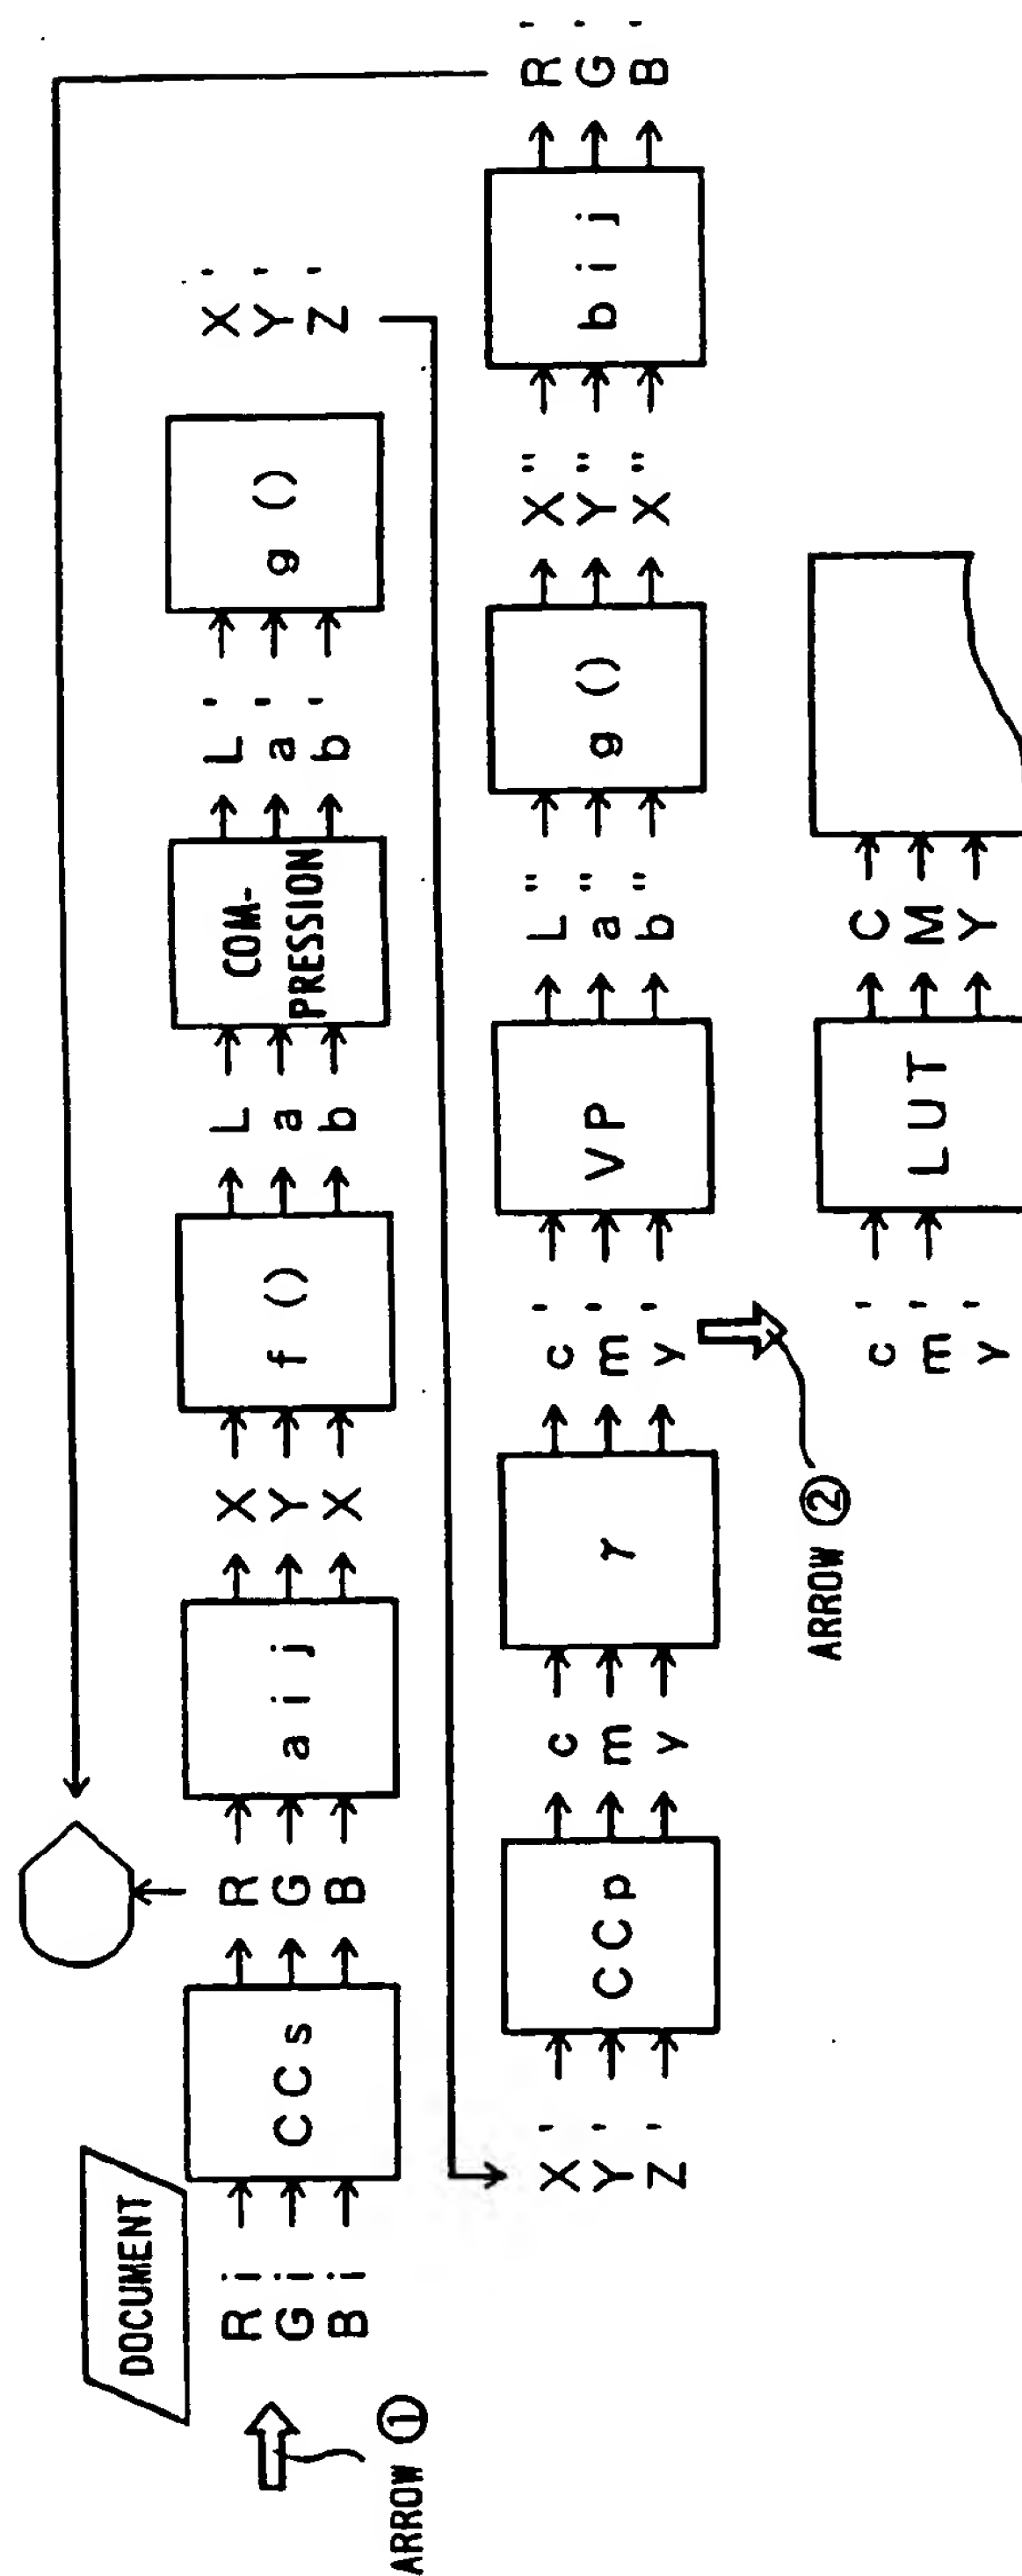 DOCUMENT
Ri R X L COM- L' X'
Gi CCs G aij Y f() a a' g() Y'
Bi B X b PRESSION b' Z'
ARROW ①
X' c c' L" X" R'
Y' CCp m γ m' VP a" g() Y" bij G'
Z' y y' b" X" B'
ARROW ②
c' C
m' LUT M
y' Y